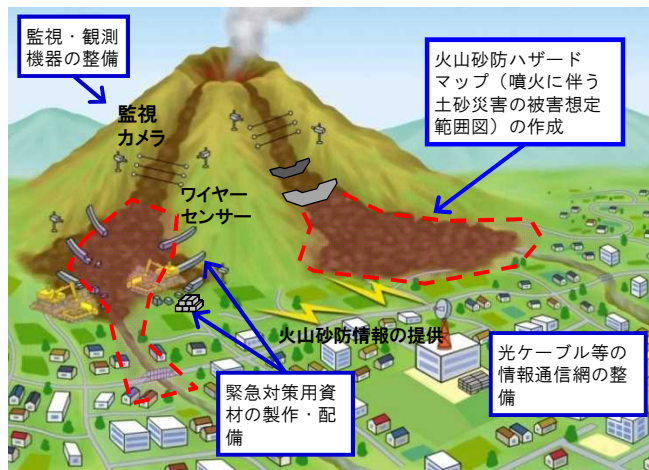 監視・観測
機器の整備
火山砂防ハザード
マップ（噴火に伴う
土砂災害の被害想定
範囲図）の作成
監視
カメラ
ワイヤー
センサー
火山砂防情報の提供
光ケーブル等の
情報通信網の整
備
緊急対策用資
材の製作・配
備